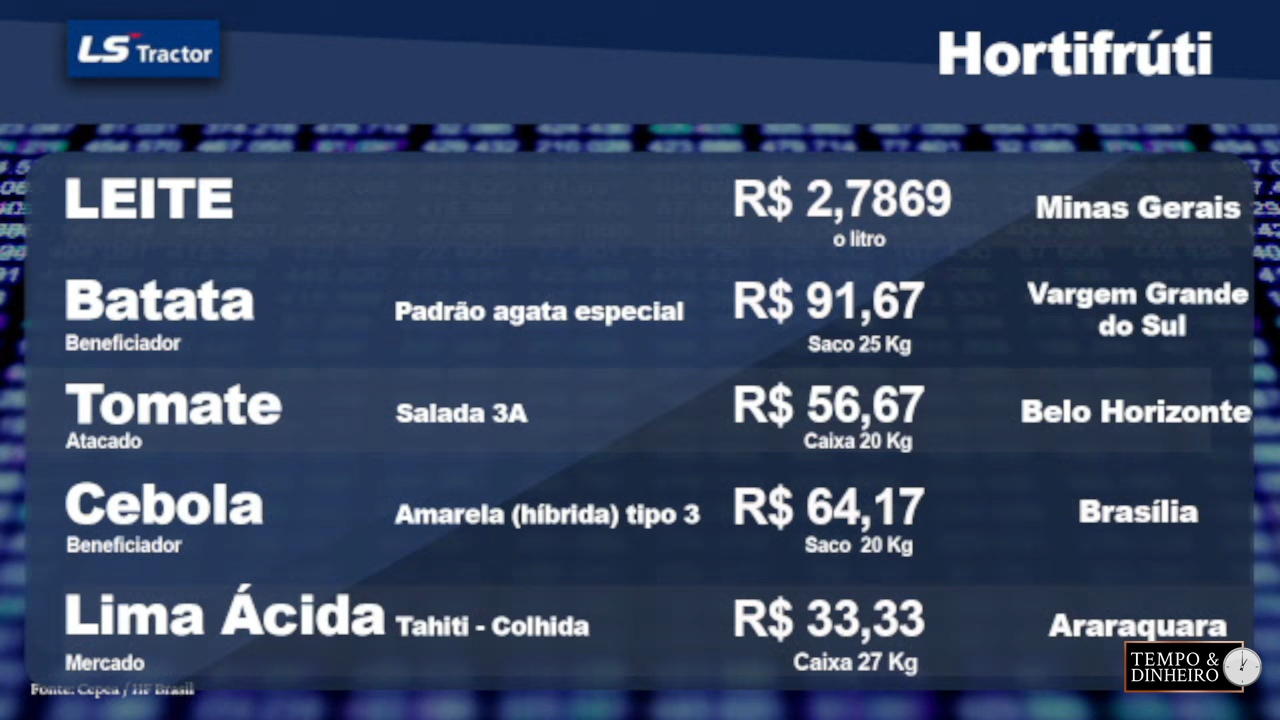 LS Tractor
Hortifrúti
LEITE
R$ 2,7869
o litro
Minas Gerais
Batata
Beneficiador
Padrão agata especial
R$ 91,67
Saco 25 Kg
Vargem Grande
do Sul
Tomate
Atacado
Salada 3A
R$ 56,67
Caixa 20 Kg
Belo Horizonte
Cebola
Beneficiador
Amarela (híbrida) tipo 3
R$ 64,17
Saco 20 Kg
Brasília
Lima Ácida
Mercado
Tahiti - Colhida
R$ 33,33
Caixa 27 Kg
Araraquara
Fonte: Cepea / HF Brasil
TEMPO &
DINHEIRO